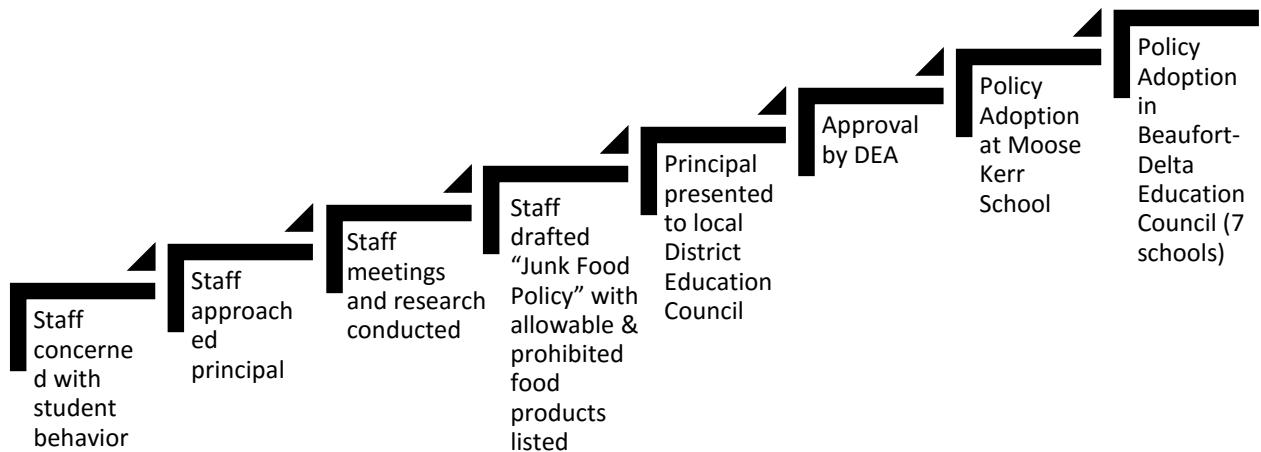 Staff
concerne
d with
student
behavior
Staff
approach
ed
principal
Staff
meetings
and research
conducted
Staff
drafted
“Junk Food
Policy” with
allowable &
prohibited
food
products
listed
Principal
presented
to local
District
Education
Council
Approval
by DEA
Policy
Adoption
at Moose
Kerr
School
Policy
Adoption
in
Beaufort-
Delta
Education
Council (7
schools)